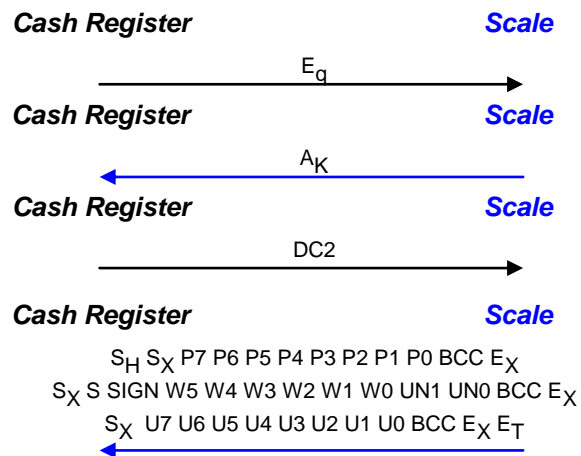 Cash Register Scale
Eq
Cash Register Scale
AK
Cash Register Scale
DC2
Cash Register Scale
SH SX P7 P6 P5 P4 P3 P2 P1 P0 BCC EX
SX S SIGN W5 W4 W3 W2 W1 W0 UN1 UN0 BCC EX
SX U7 U6 U5 U4 U3 U2 U1 U0 BCC EX ET